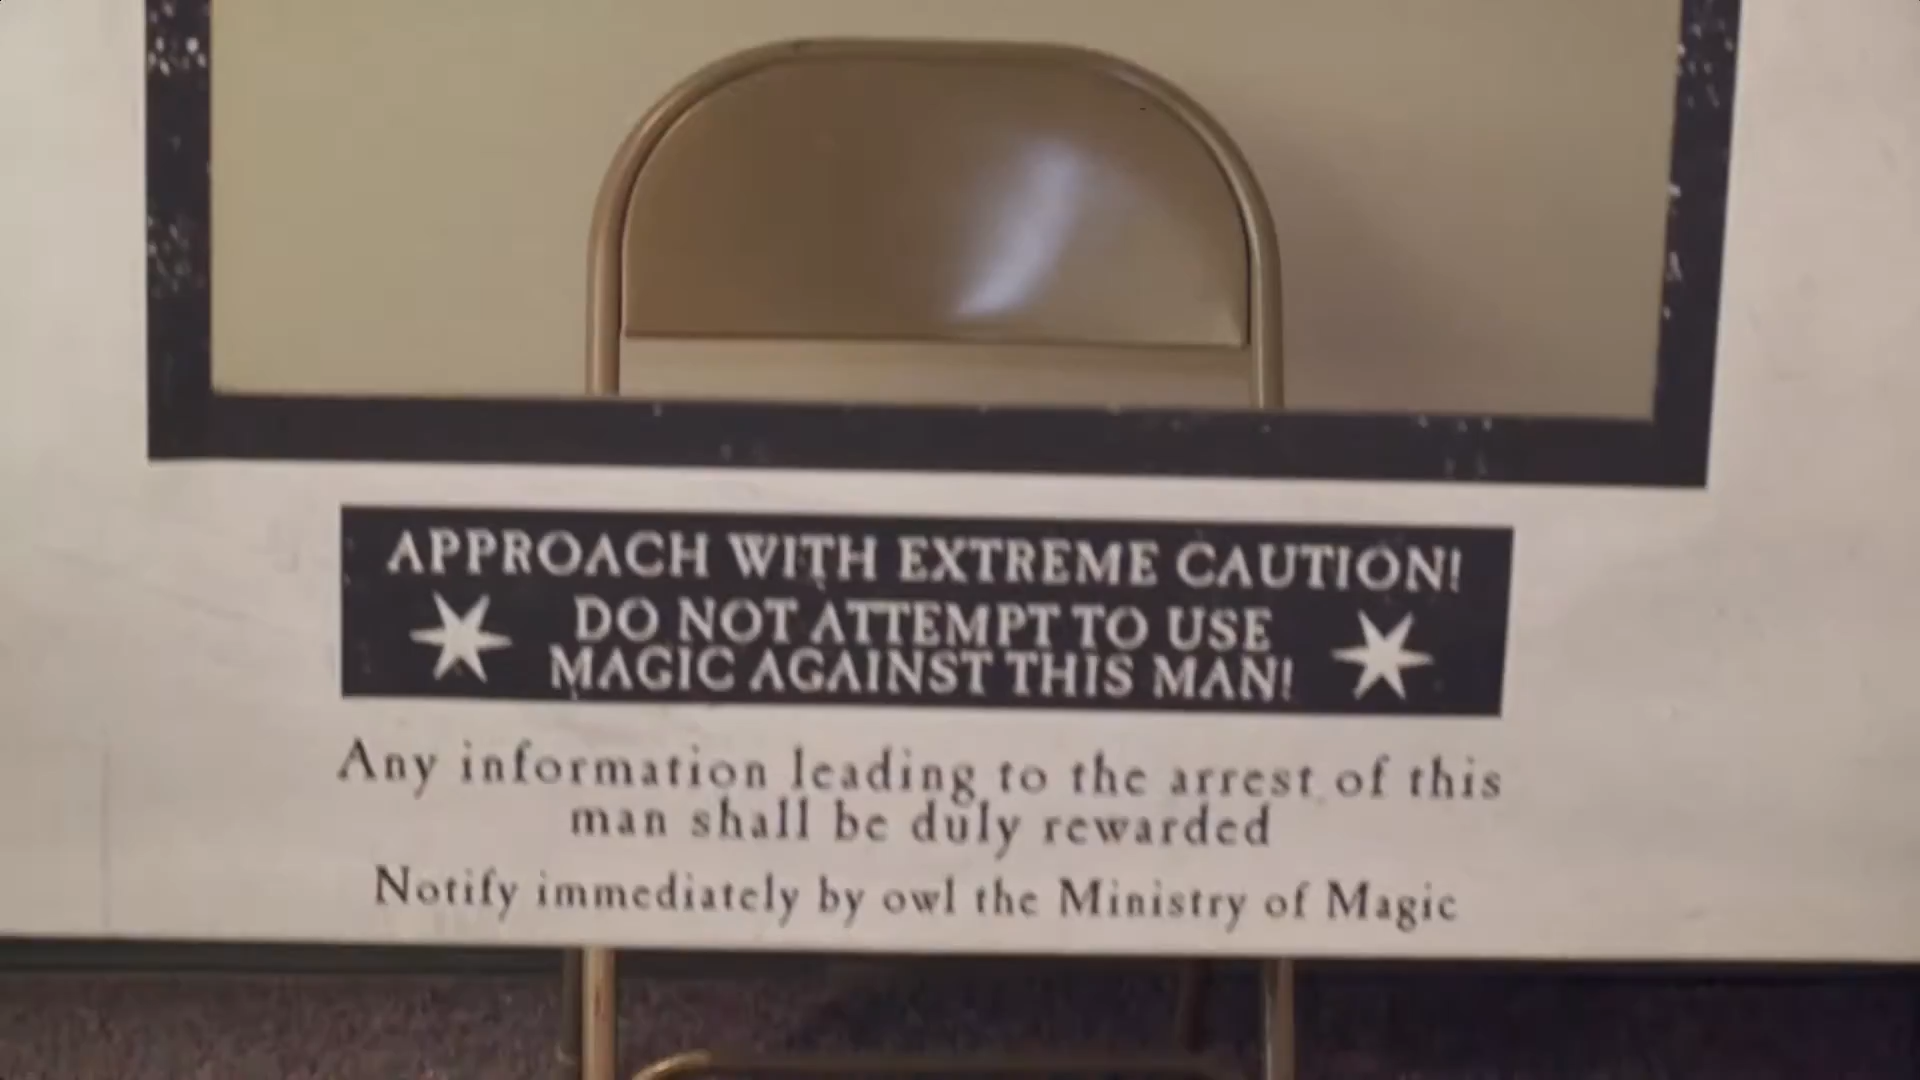 APPROACH WITH EXTREME CAUTION!
DO NOT ATTEMPT TO USE
MAGIC AGAINST THIS MAN!
Any information leading to the arrest of this
man shall be duly rewarded
Notify immediately by owl the Ministry of Magic